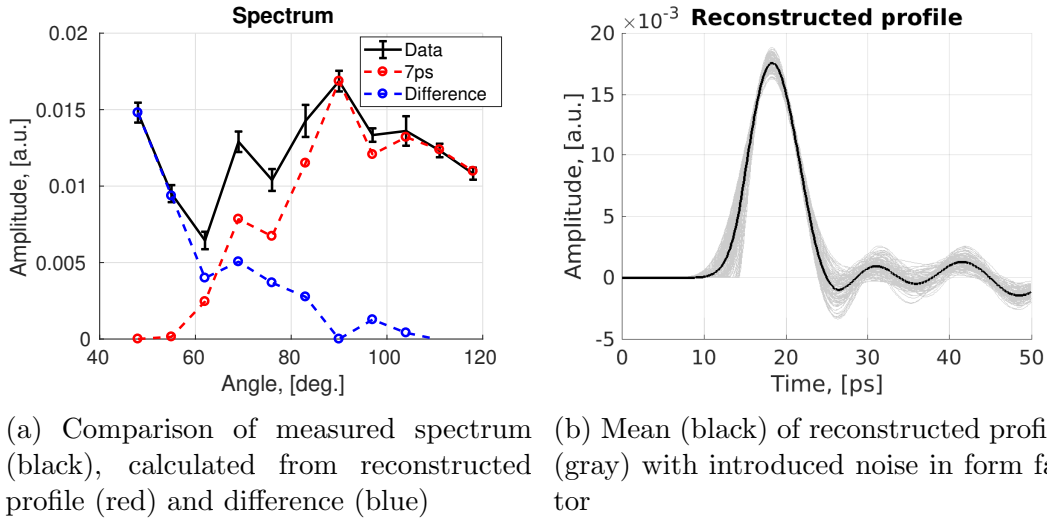 Spectrum
0.02
0.015
0.01
0.005
0
Amplitude, [a.u.]
Data
7ps
Difference
40
60
80
100
120
Angle, [deg.]
×10⁻³
Reconstructed profile
20
15
10
5
0
-5
Amplitude, [a.u.]
0
10
20
30
40
50
Time, [ps]
(a) Comparison of measured spectrum
(black), calculated from reconstructed
profile (red) and difference (blue)
(b) Mean (black) of reconstructed profi
(gray) with introduced noise in form fa
tor